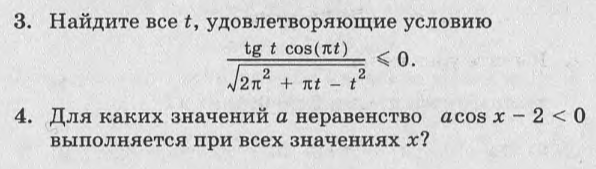 3. Найдите все t, удовлетворяющие условию
tg t cos(πt) / √(2π² + πt − t²) ⩽ 0.
4. Для каких значений a неравенство a cos x − 2 < 0
выполняется при всех значениях x?